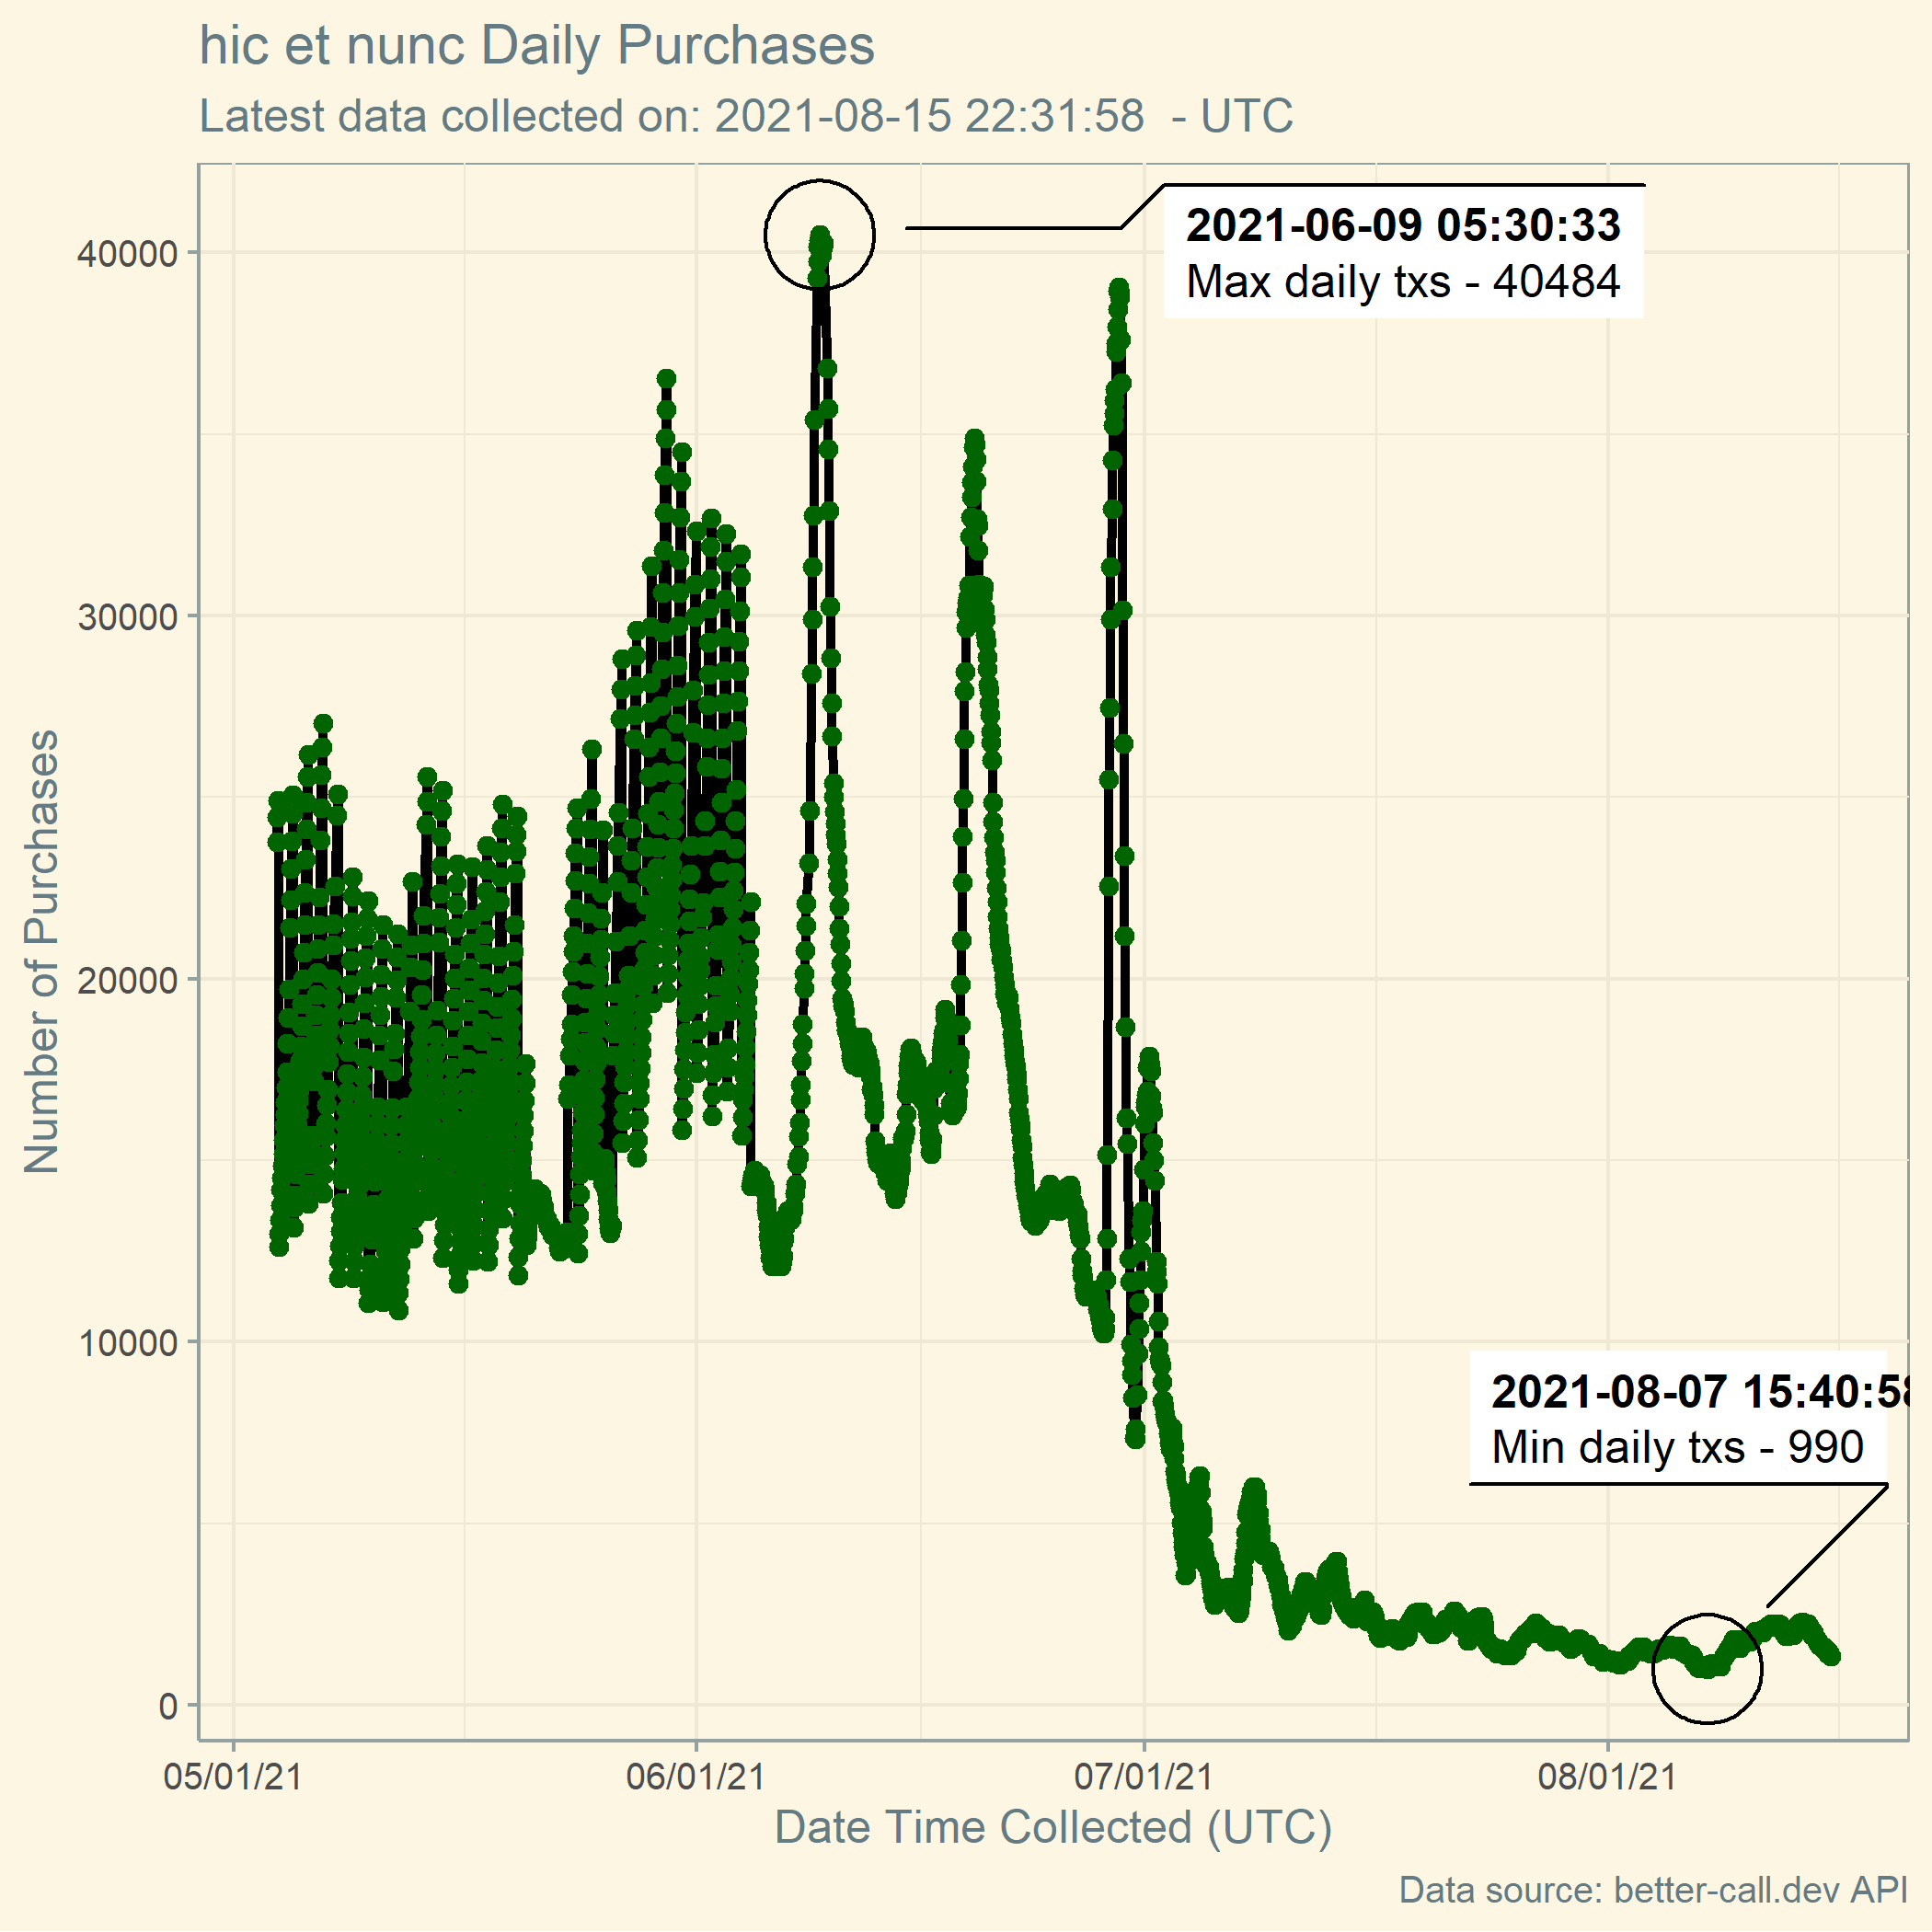 hic et nunc Daily Purchases
Latest data collected on: 2021-08-15 22:31:58 - UTC
2021-06-09 05:30:33
Max daily txs - 40484
40000
30000
Number of Purchases
20000
10000
2021-08-07 15:40:58
Min daily txs - 990
0
05/01/21
06/01/21
07/01/21
08/01/21
Date Time Collected (UTC)
Data source: better-call.dev API